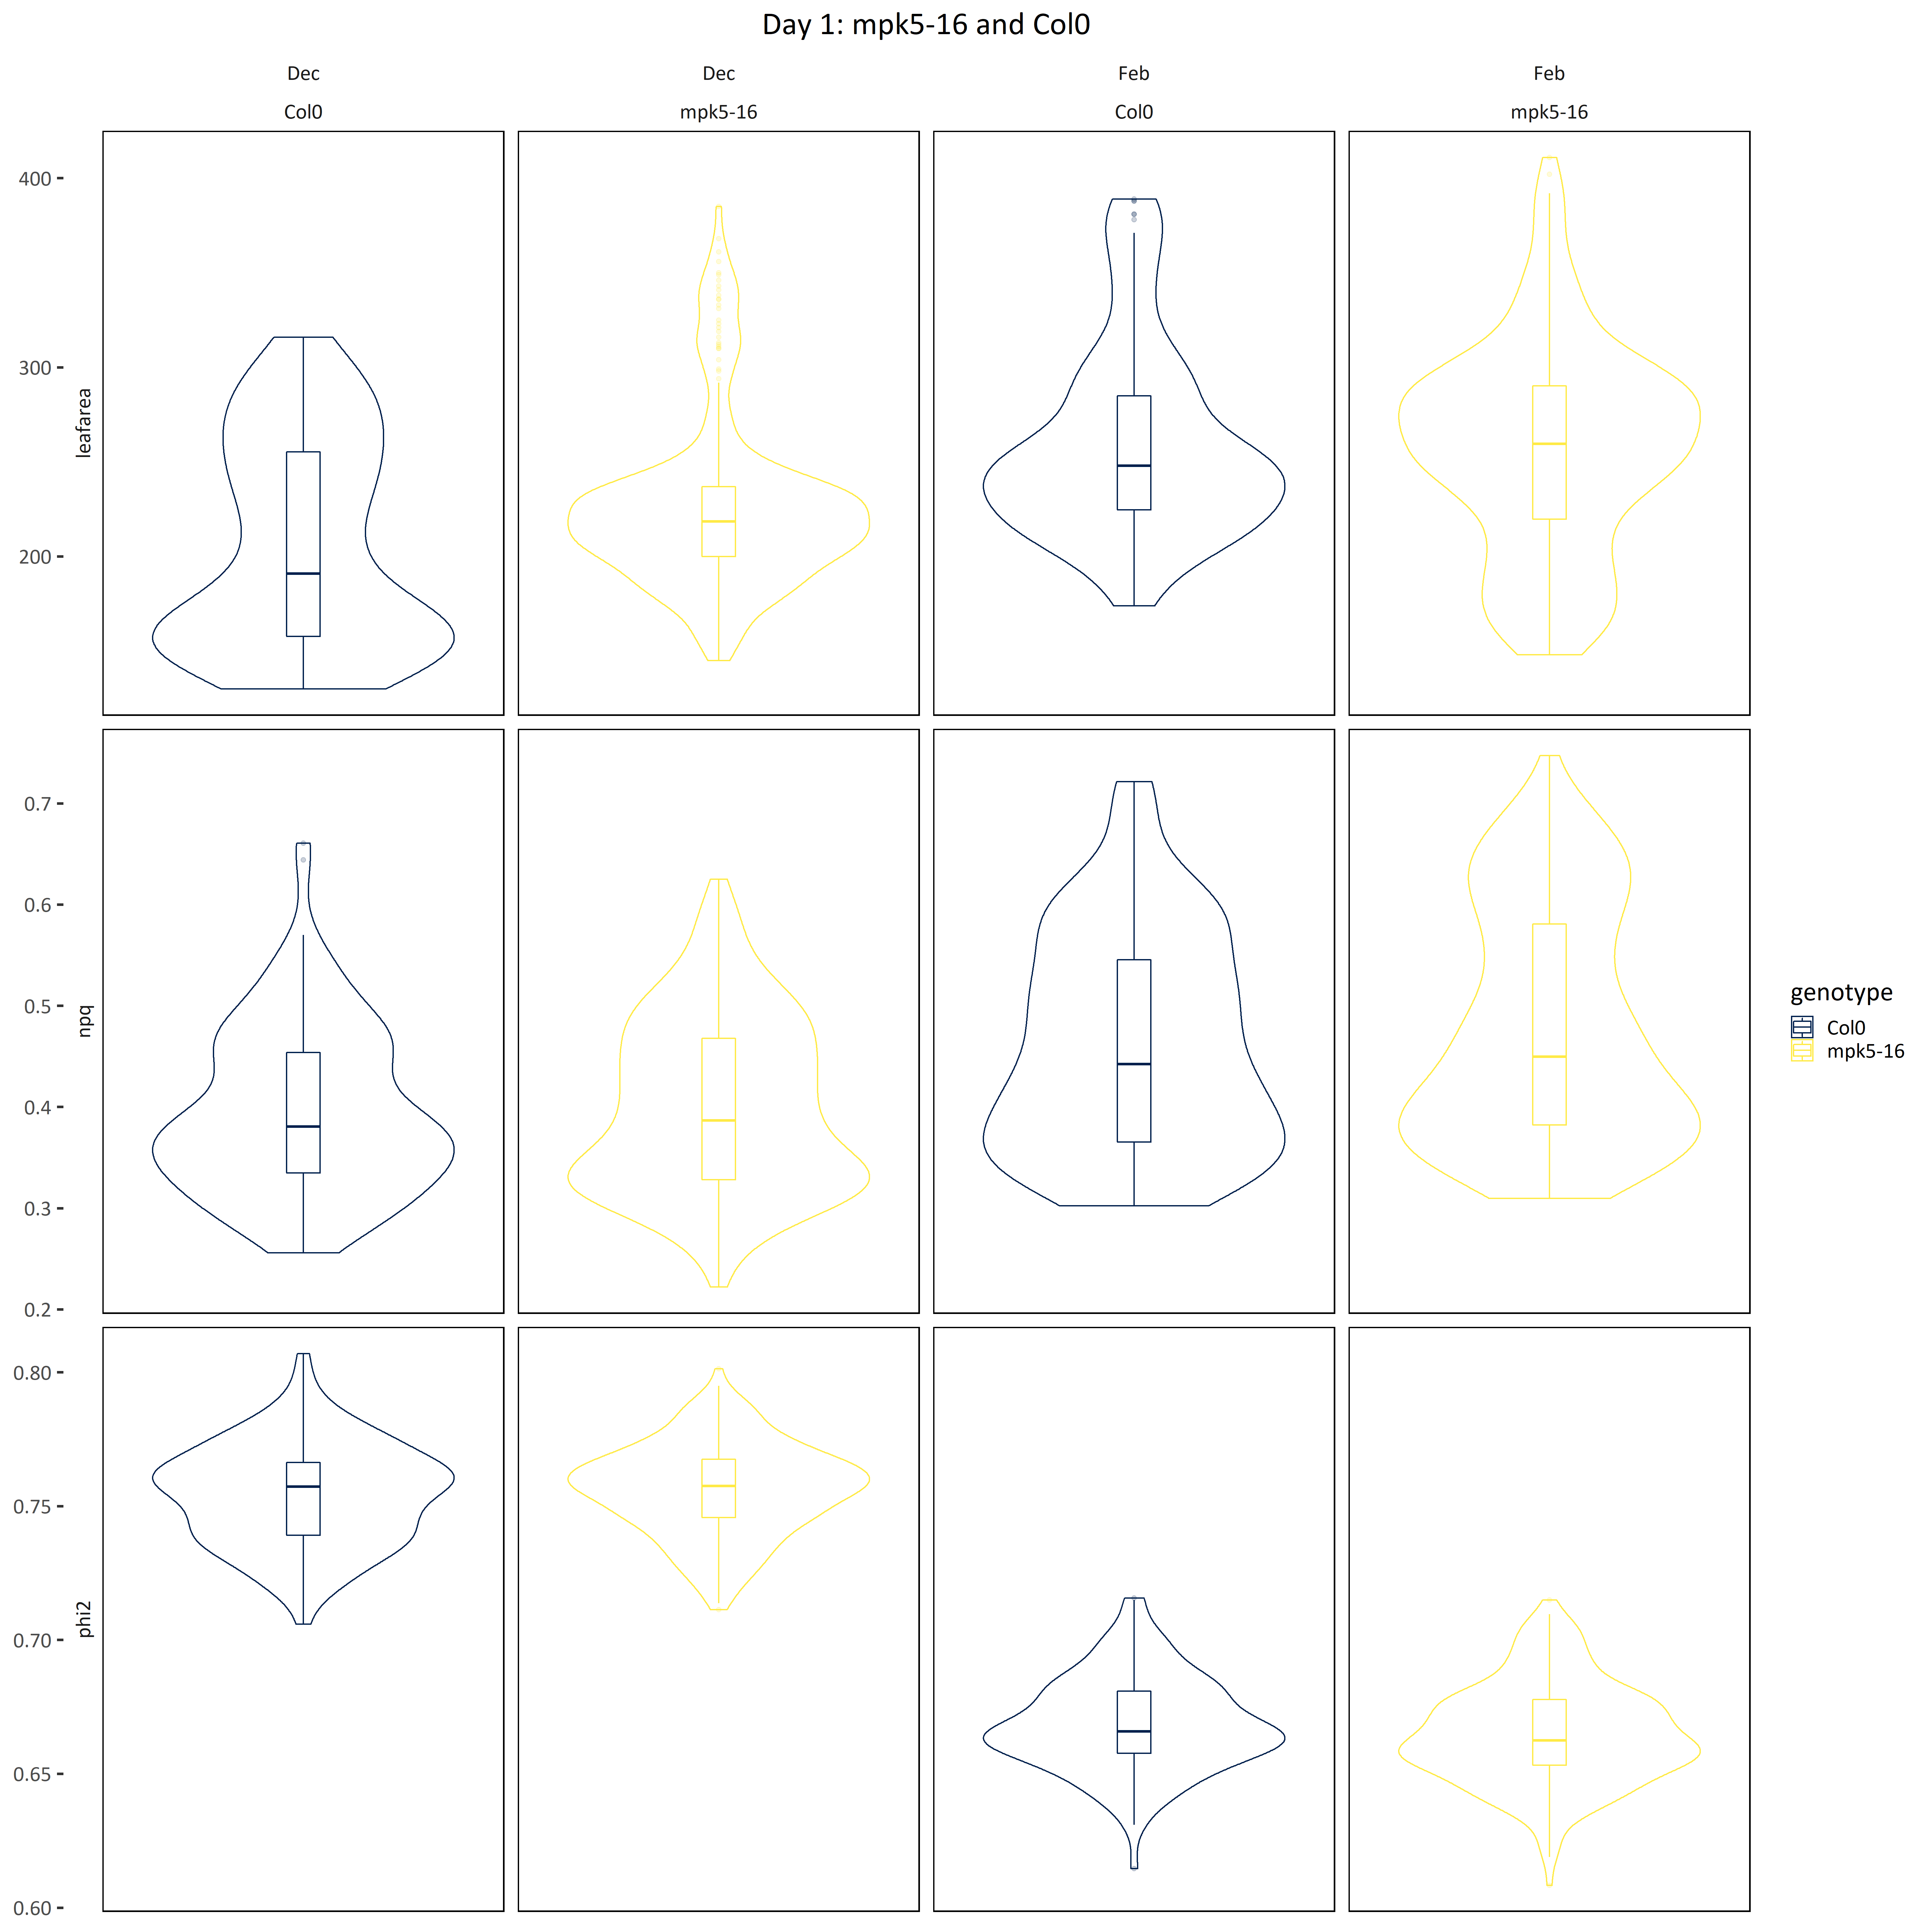 Day 1: mpk5-16 and Col0
Dec Dec Feb Feb
Col0 mpk5-16 Col0 mpk5-16
400
300
200
leafarea
0.7
0.6
0.5
0.4
0.3
0.2
npq
0.80
0.75
0.70
0.65
0.60
phi2
genotype
Col0
mpk5-16